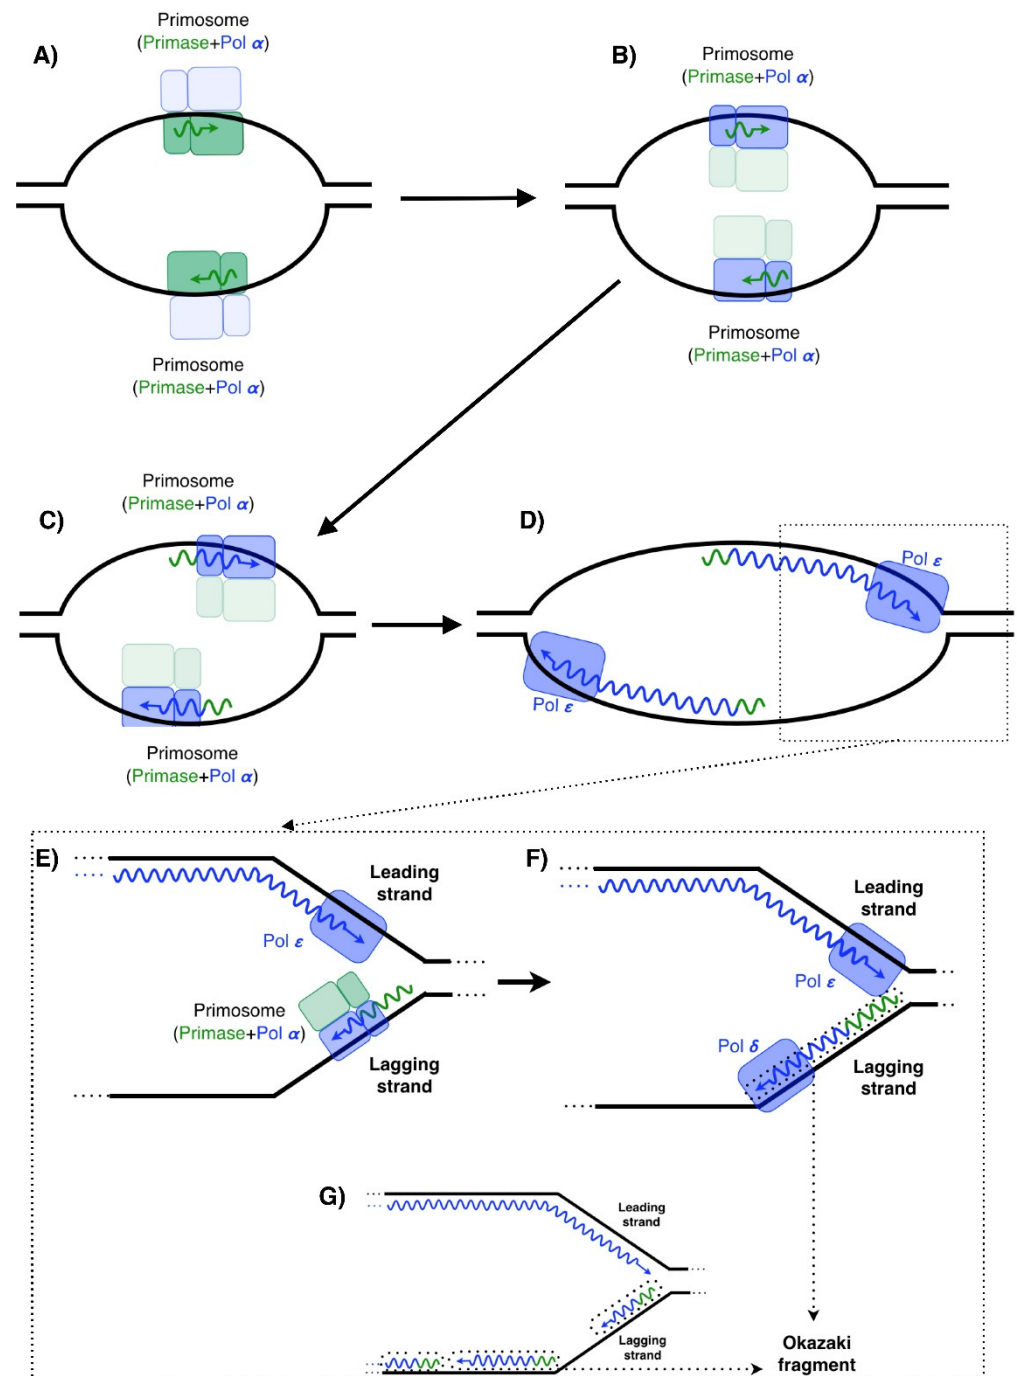 A)
Primosome
(Primase+Pol α)
Primosome
(Primase+Pol α)
B)
Primosome
(Primase+Pol α)
Primosome
(Primase+Pol α)
C)
Primosome
(Primase+Pol α)
Primosome
(Primase+Pol α)
D)
Pol ε
Pol ε
E)
Leading
strand
Pol ε
Primosome
(Primase+Pol α)
Lagging
strand
F)
Leading
strand
Pol ε
Pol δ
Lagging
strand
G)
Leading
strand
Lagging
strand
Okazaki
fragment